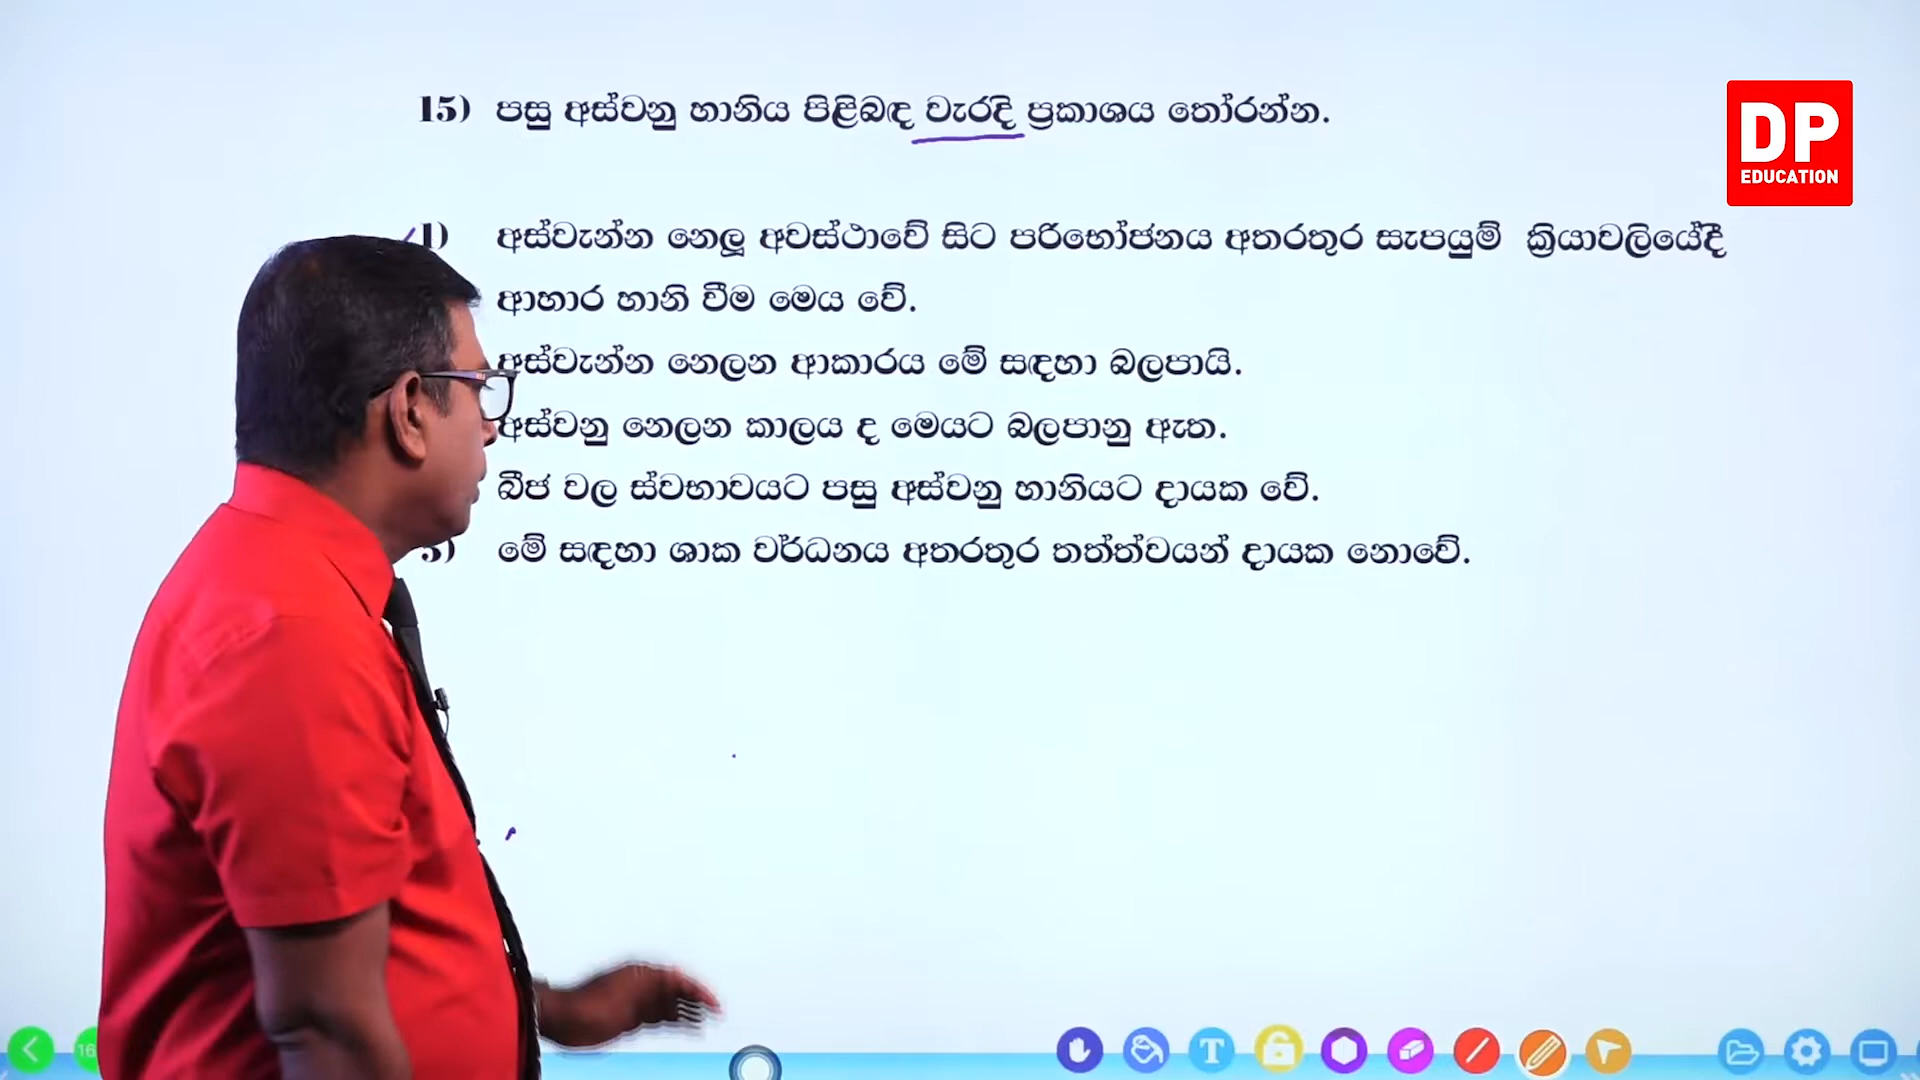 15) පසු අස්වනු හානිය පිළිබඳ වැරදි ප්‍රකාශය තෝරන්න.
DP
EDUCATION
1) අස්වැන්න නෙලූ අවස්ථාවේ සිට පරිභෝජනය අතරතුර සැපයුම් ක්‍රියාවලියේදී
ආහාර හානි වීම මෙය වේ.
අස්වැන්න නෙලන ආකාරය මේ සඳහා බලපායි.
අස්වනු නෙලන කාලය ද මෙයට බලපානු ඇත.
බීජ වල ස්වභාවයට පසු අස්වනු හානියට දායක වේ.
5) මේ සඳහා ශාක වර්ධනය අතරතුර තත්ත්වයන් දායක නොවේ.
16
T